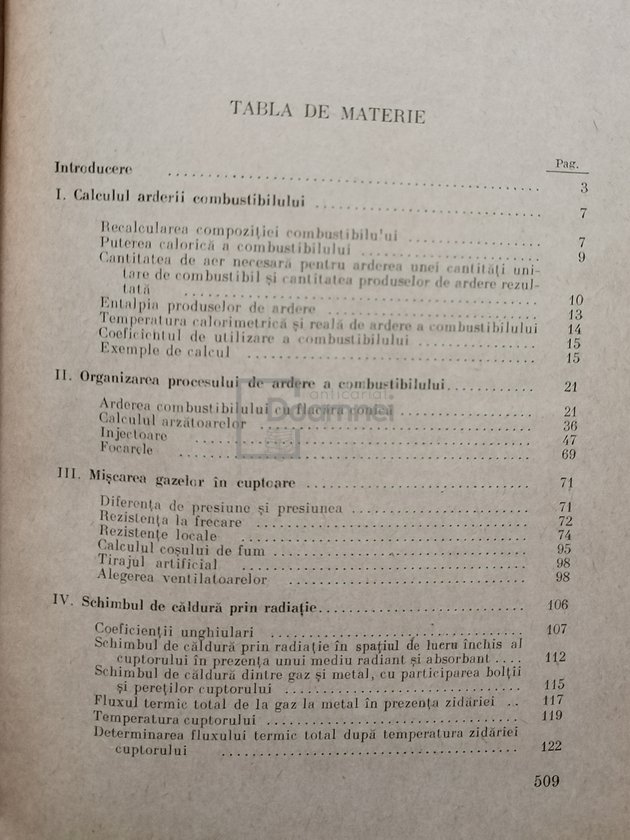 TABLA DE MATERIE
Pag.
Introducere .......... 3
I. Calculul arderii combustibilului .......... 7
Recalcularea compoziţiei combustibilu'ui .......... 7
Puterea calorică a combustibilului .......... 9
Cantitatea de aer necesară pentru arderea unei cantităţi uni-
tare de combustibil şi cantitatea produselor de ardere rezul-
tată .......... 10
Entalpia produselor de ardere .......... 13
Temperatura calorimetrică şi reală de ardere a combustibilului 14
Coeficientul de utilizare a combustibilului .......... 15
Exemple de calcul .......... 15
II. Organizarea procesului de ardere a combustibilului .......... 21
Arderea combustibilului cu flacăra conică .......... 21
Calculul arzătoarelor .......... 36
Injectoare .......... 47
Focarele .......... 69
III. Mişcarea gazelor în cuptoare .......... 71
Diferenţa de presiune şi presiunea .......... 71
Rezistenţa la frecare .......... 72
Rezistenţe locale .......... 74
Calculul coşului de fum .......... 95
Tirajul artificial .......... 98
Alegerea ventilatoarelor .......... 98
IV. Schimbul de căldură prin radiaţie .......... 106
Coeficienţii unghiulari .......... 107
Schimbul de căldură prin radiaţie în spaţiul de lucru închis al
cuptorului în prezenţa unui mediu radiant şi absorbant .... 112
Schimbul de căldură dintre gaz şi metal, cu participarea bolţii
şi pereţilor cuptorului .......... 115
Fluxul termic total de la gaz la metal în prezenţa zidăriei .. 117
Temperatura cuptorului .......... 119
Determinarea fluxului termic total după temperatura zidăriei
cuptorului .......... 122
509
anticariat
Doamnei